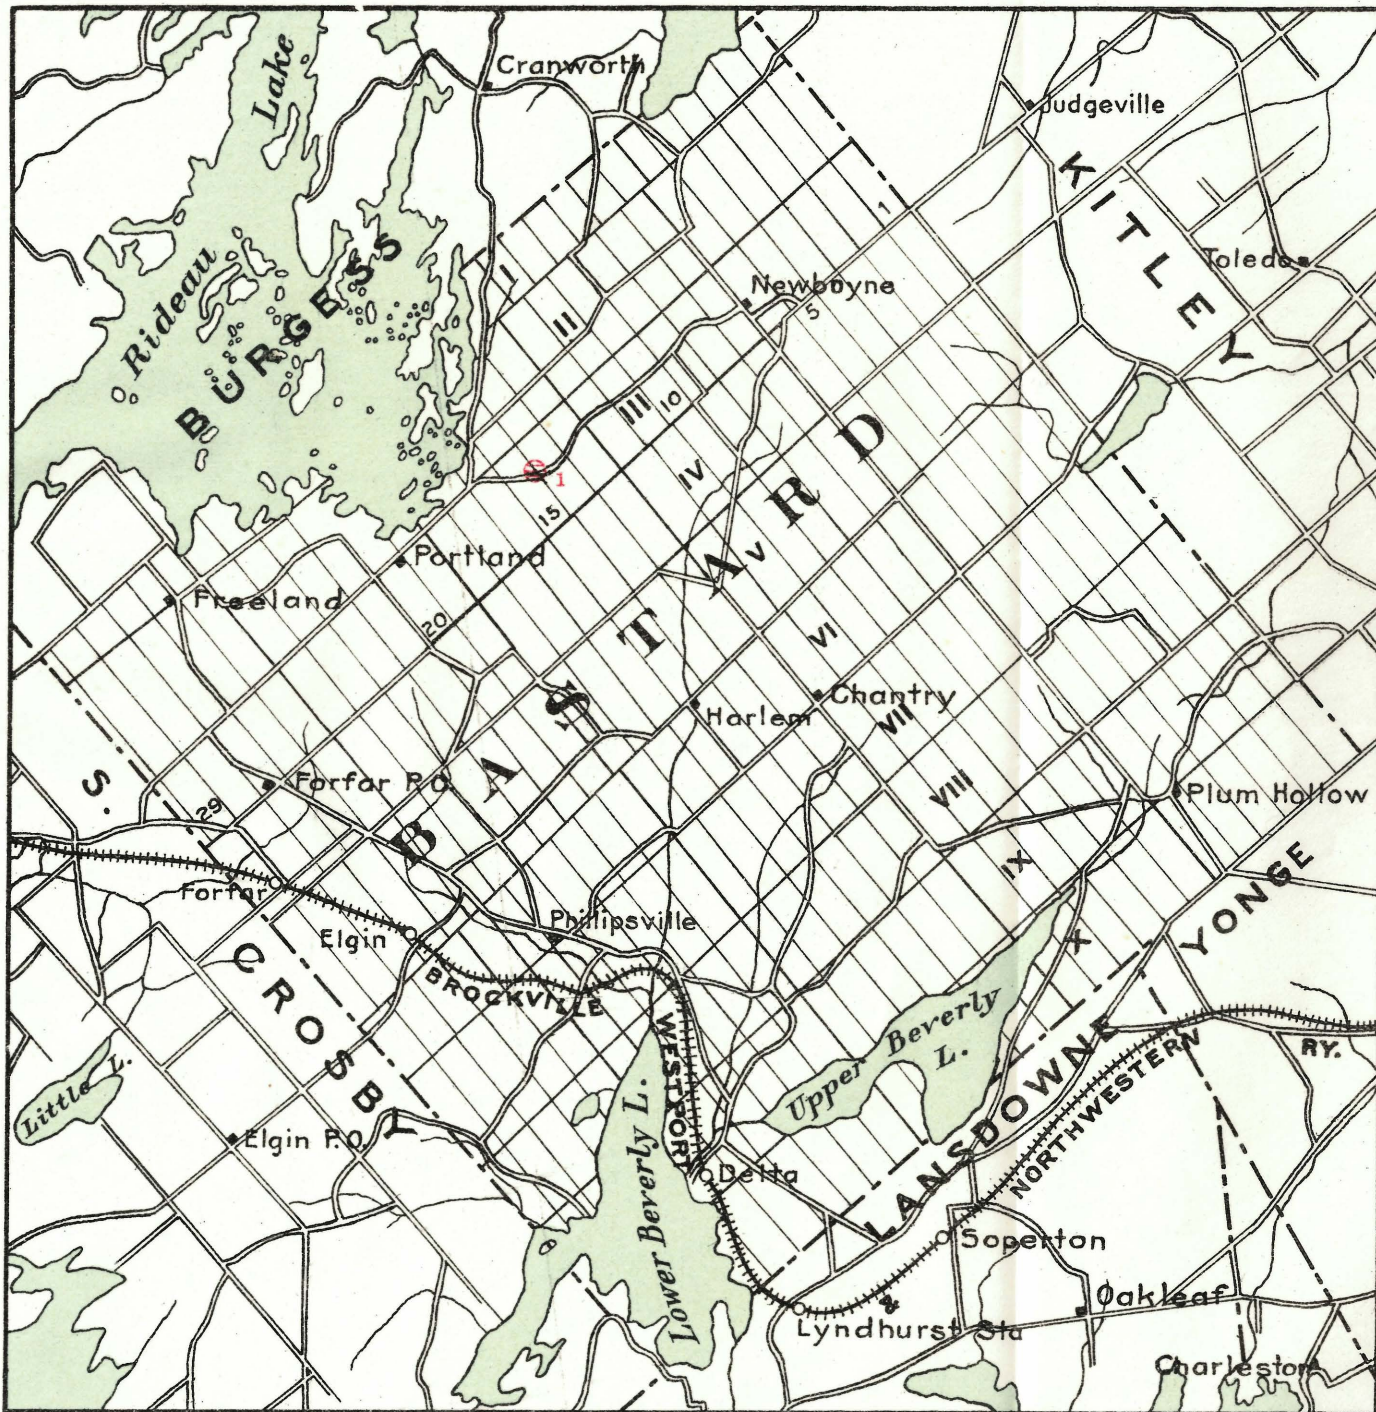 Lake
Cranworth
Judgeville
KITLEY
Toledo
Rideau
BURGESS
1
I
II
Newboyne
5
III
10
IV
1
15
BASTARD
V
Portland
Freeland
20
VI
Chantry
Harlem
VII
VIII
Forfar P.O.
29
Plum Hollow
S. CROSBY
IX
YONGE
Forfar
Elgin
Phillipsville
X
BROCKVILLE
WESTPORT
&
NORTHWESTERN
RY.
Upper Beverly L.
LANSDOWNE
Little L.
Elgin P.O.
Lower Beverly L.
Delta
Soperton
Oakleaf
Lyndhurst Sta
Charleston